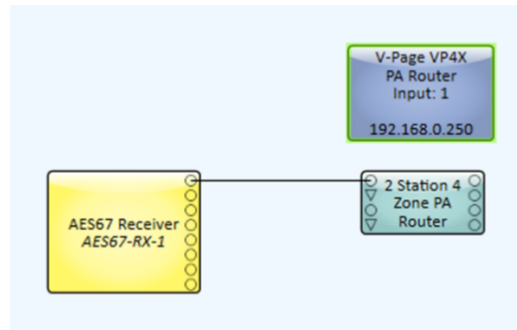 V-Page VP4X
PA Router
Input: 1
192.168.0.250
AES67 Receiver
AES67-RX-1
2 Station 4
Zone PA
Router